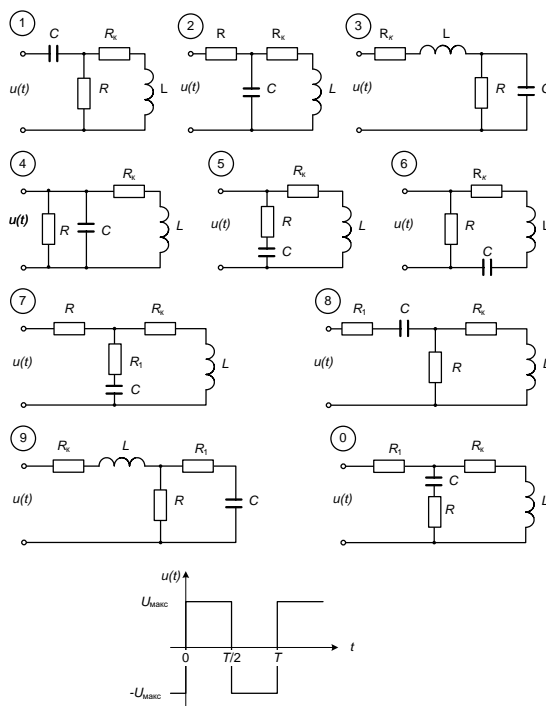 1 2 3
C Rк R Rк Rк L
u(t) R L u(t) C L u(t) R C
4 5 6
Rк Rк Rк
u(t) R C L u(t) R C L u(t) R C L
7 8
R Rк R1 C Rк
u(t) R1 C L u(t) R L
9 0
Rк L R1 R1 Rк
u(t) R C u(t) C R L
u(t)
Uмакс
0 T/2 T t
-Uмакс